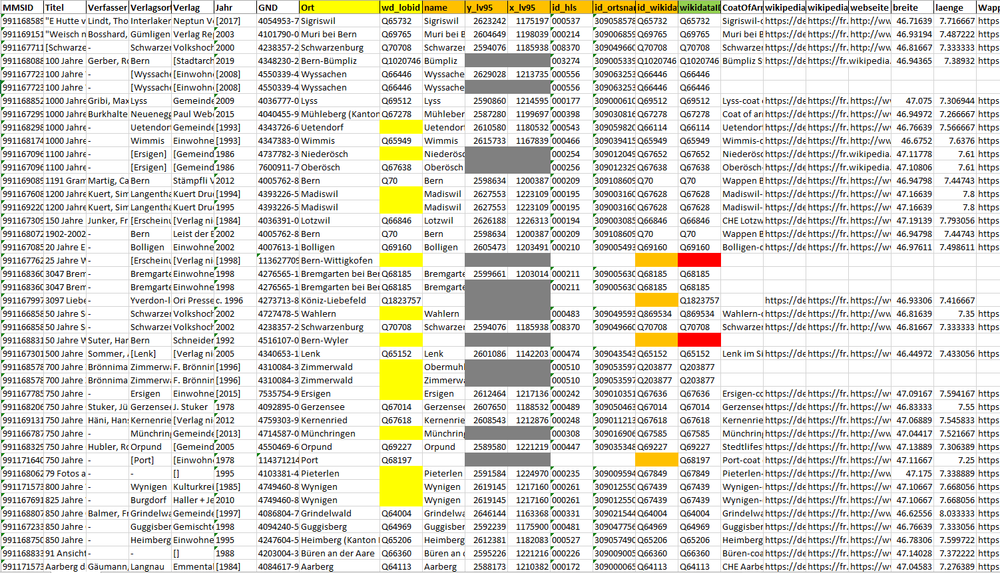 MMSID Titel Verfasser Verlagsort Verlag Jahr GND Ort wd_lobid name y_lv95 x_lv95 id_hls id_ortsnar id_wikida wikidataI CoatOfAr wikipedia wikipedia webseite breite laenge Wapp
991168589 "E Hutte v Lindt, Tho Interlaken Neptun Ve [2017] 4054953-7 Sigriswil Q65732 Sigriswil 2623242 1175197 000537 309058578 Q65732 Q65732 Sigriswil-c https://de https://fr. http://ww 46.71639 7.716667 https
991169151 "Weisch n Bosshard, Gümligen Verlag Rep 2003 4101790-0 Muri bei Bern Q69765 Muri bei B 2604649 1198039 000214 309006859 Q69765 Q69765 Muri bei B https://de https://fr. http://ww 46.93194 7.487222 https
991167711 [Schwarze - Schwarzen Volkshoch 2000 4238357-2 Schwarzenburg Q70708 Schwarzer 2594076 1185938 008370 309049660 Q70708 Q70708 Schwarzer https://de https://fr. https://w 46.81667 7.333333 https
991168088 100 Jahre Gerber, Ro Bern [Stadtarch 2019 4348230-2 Bern-Bümpliz Q1020746 Bümpliz 003274 309005339 Q1020746 Q1020746 Bümpliz S https://fr.wikipedia. 46.94365 7.38932 https
991167723 100 Jahre - [Wyssache [Einwohne [2008] 4550339-4 Wyssachen Q66446 Wyssache 2629028 1213735 000556 309063253 Q66446 Q66446
991167723 100 Jahre - [Wyssache [Einwohne [2008] 4550339-4 Wyssachen Q66446 Wyssache 000556 309063253 Q66446 Q66446
991168852 1000 Jahre Gribi, Max Lyss Gemeinde 2009 4036777-0 Lyss Q69512 Lyss 2590860 1214595 000177 309000610 Q69512 Q69512 Lyss-coat https://de https://fr. https://w 47.075 7.306944 https
991167299 1000 Jahre Burkhalte Neuenegg Paul Webe 2015 4040455-9 Mühleberg (Kanton Q67278 Mühleber 2587280 1199697 000398 309031816 Q67278 Q67278 Coat of ar https://de https://fr. https://w 46.94972 7.266667 https
991168298 1000 Jahre - Uetendorf Gemeinde [1993] 4343726-6 Uetendorf Uetendorf 2610580 1180532 000543 309059820 Q66114 Q66114 Uetendorf https://de https://fr. https://w 46.76639 7.566667 https
991168174 1000 Jahre - Wimmis Einwohne [1993] 4347383-0 Wimmis Q65949 Wimmis 2615733 1167839 000466 309039415 Q65949 Q65949 Wimmis-c https://de https://fr. http://ww 46.6752 7.6376 https
991167096 1100 Jahre - [Ersigen] [Gemeind 1986 4737782-3 Niederösch Niederösc 000254 309012049 Q67652 Q67652 Niederösc https://de https://fr.wikipedia. 47.11778 7.61 https
991167096 1100 Jahre - [Ersigen] [Gemeind 1986 7600911-7 Oberösch Q67638 Oberösch 000256 309012329 Q67638 Q67638 Oberösch- https://de https://fr.wikipedia. 47.10806 7.61 https
991169089 1191 Gram Martig, Ca Bern Stämpfli V 2012 4005762-8 Bern Q70 Bern 2598634 1200387 000209 309108609 Q70 Q70 Wappen B https://de https://fr. https://w 46.94798 7.44743 https
991167608 1200 Jahre Kuert, Sim Langentha Kuert Druc [1994] 4393226-5 Madiswil Madiswil 2627553 1223109 000195 309003160 Q67628 Q67628 Madiswil- https://de https://fr. http://ww 47.16639 7.8 https
991169220 1200 Jahre Kuert, Sim Langentha Kuert Druc 1995 4393226-5 Madiswil Madiswil 2627553 1223109 000195 309003160 Q67628 Q67628 Madiswil- https://de https://fr. http://ww 47.16639 7.8 https
991167309 150 Jahre Junker, Fr [Erscheinu [Verlag ni [1984] 4036391-0 Lotzwil Q66846 Lotzwil 2626188 1226313 000194 309003085 Q66846 Q66846 CHE Lotzw https://de https://fr. http://ww 47.19139 7.793056 https
991168072 1902-2002 - Bern Leist der E 2002 4005762-8 Bern Q70 Bern 2598634 1200387 000209 309108609 Q70 Q70 Wappen B https://de https://fr. https://w 46.94798 7.44743 https
991167085 20 Jahre E - Bolligen Einwohne 2002 4007613-1 Bolligen Q69160 Bolligen 2605473 1203491 000210 309005493 Q69160 Q69160 Bolligen-c https://de https://fr. https://w 46.97611 7.498611 https
991167762 25 Jahre W - [Erscheinu [Verlag ni [1998] 113627709 Bern-Wittigkofen
991168360 3047 Brem - Bremgarte Einwohne 1998 4276565-1 Bremgarten bei Ber Q68185 Bremgarte 2599661 1203014 000211 309005630 Q68185 Q68185
991168360 3047 Brem - Bremgarte Einwohne 1998 4276565-1 Bremgarten bei Ber Q68185 Bremgarte 000211 309005630 Q68185 Q68185
991167997 3097 Liebe - Yverdon-l Ori Presse c. 1996 4273713-8 Köniz-Liebefeld Q1823757 Q1823757 https://de https://fr. https://w 46.93306 7.416667
991166858 50 Jahre S - Schwarzen Volkshoch 2002 4727478-5 Wahlern Wahlern 000483 309049593 Q869534 Q869534 Wahlern-c https://de https://fr. https://w 46.81639 7.35 https
991166858 50 Jahre S - Schwarzen Volkshoch 2002 4238357-2 Schwarzenburg Q70708 Schwarzer 2594076 1185938 008370 309049660 Q70708 Q70708 Schwarzer https://de https://fr. https://w 46.81667 7.333333 https
991168831 50 Jahre W Suter, Har Bern Schneider 1992 4516107-0 Bern-Wyler
991167301 500 Jahre Sommer, [Lenk] [Verlag ni 2005 4340653-1 Lenk Q65152 Lenk 2601086 1142203 000474 309043543 Q65152 Q65152 Lenk im Si https://de https://fr. https://w 46.44972 7.433056 https
991168578 700 Jahre Brönnima Zimmerwa F. Brönnin [1996] 4310084-3 Zimmerwald Obermuhl 000510 309053597 Q203877 Q203877
991168578 700 Jahre Brönnima Zimmerwa F. Brönnin [1996] 4310084-3 Zimmerwald Zimmerwa 000510 309053597 Q203877 Q203877
991167785 750 Jahre - Ersigen Einwohne [2015] 7535754-9 Ersigen Ersigen 2612464 1217136 000242 309010351 Q67636 Q67636 Ersigen-co https://de https://fr. https://w 47.09167 7.594167 https
991168206 750 Jahre Stuker, Jü Gerzensee J. Stuker 1978 4092895-0 Gerzensee Q67014 Gerzensee 2607650 1188532 000489 309050463 Q67014 Q67014 Gerzensee https://de https://fr. http://ww 46.83333 7.55 https
991169131 750 Jahre Häni, Hans Kernenrie [Verlag ni 2012 4759303-9 Kernenried Q67618 Kernenrie 2608543 1212876 000248 309011213 Q67618 Q67618 Kernenrie https://de https://fr. http://ww 47.06889 7.545833 https
991166787 750 Jahre - Münchring Gemeinde [2013] 4714587-0 Münchringen Münchring 000308 309016906 Q67585 Q67585 Münchring https://de https://fr. https://w 47.04417 7.521667 https
991168329 750 Jahre Hubler, Ro Orpund [Gemeind 2005 4550469-6 Orpund Q69227 Orpund 2589580 1221219 000447 309035348 Q69227 Q69227 Stedtlifest https://de https://fr. http://ww 47.13889 7.306389 https
991171640 750 Jahre - [Port] [Einwohne 1978 114371214 Port Q68197 Q68197 Port-coat https://de https://fr. https://w 47.11667 7.25 https
991168062 79 Fotos a - - [] 1995 4103381-4 Pieterlen Pieterlen 2591584 1224970 000235 309009594 Q67849 Q67849 Pieterlen- https://de https://fr. http://ww 47.175 7.338889 https
991171573 800 Jahre - Wynigen Kulturkrei [1985] 4749460-8 Wynigen Wynigen 2619145 1217160 000261 309012550 Q67439 Q67439 Wynigen- https://de https://fr. https://w 47.10667 7.668056 https
991167691 825 Jahre - Burgdorf Haller + Je 2010 4749460-8 Wynigen Wynigen 2619145 1217160 000261 309012550 Q67439 Q67439 Wynigen- https://de https://fr. https://w 47.10667 7.668056 https
991168807 850 Jahre Balmer, Fr Grindelwa Gemeinde [1997] 4086804-7 Grindelwald Q64004 Grindelwa 2646144 1163368 000331 309021544 Q64004 Q64004 Grindelwa https://de https://fr. https://w 46.62556 8.033333 https
991167233 850 Jahre - Guggisber Gemischte 1998 4094240-5 Guggisberg Q64969 Guggisber 2592239 1175900 000481 309047756 Q64969 Q64969 Guggisber https://de https://fr. http://ww 46.76639 7.333056 https
991168750 850 Jahre - Heimberg Einwohne 1995 4247604-5 Heimberg (Kanton Q65206 Heimberg 2612381 1182083 000527 309057490 Q65206 Q65206 Heimberg https://de https://fr. https://w 46.78306 7.599722 https
991168833 91 Ansicht - - [] 1988 4203004-3 Büren an der Aare Q66360 Büren an 2595226 1221216 000226 309009005 Q66360 Q66360 Büren-coa https://de https://fr. http://ww 47.14028 7.372222 https
991171573 Aarberg d Gäumann, Langnau Emmental [1984] 4084617-9 Aarberg Q64113 Aarberg 2588173 1210382 000172 309000065 Q64113 Q64113 CHE Aarbe https://de https://fr. https://w 47.04583 7.276389 https